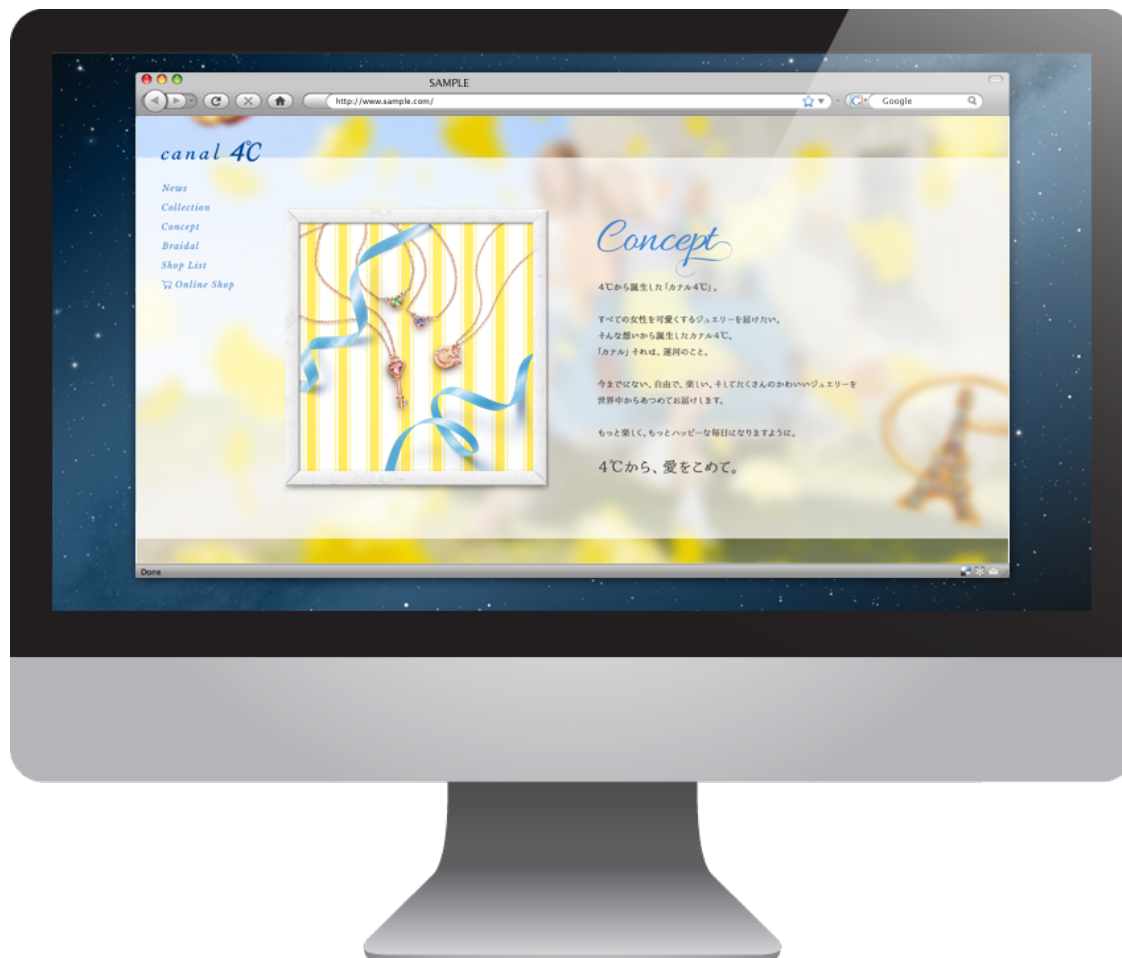 SAMPLE
http://www.sample.com/
Google
canal 4℃
News
Collection
Concept
Braidal
Shop List
Online Shop
Concept
4℃から誕生した「カナル4℃」。
すべての女性を可愛くするジュエリーを届けたい。
そんな想いから誕生したカナル4℃。
「カナル」それは、運河のこと。
今までにない、自由で、楽しい、そしてたくさんのかわいいジュエリーを
世界中からあつめてお届けします。
もっと楽しく、もっとハッピーな毎日になりますように。
4℃から、愛をこめて。
Done